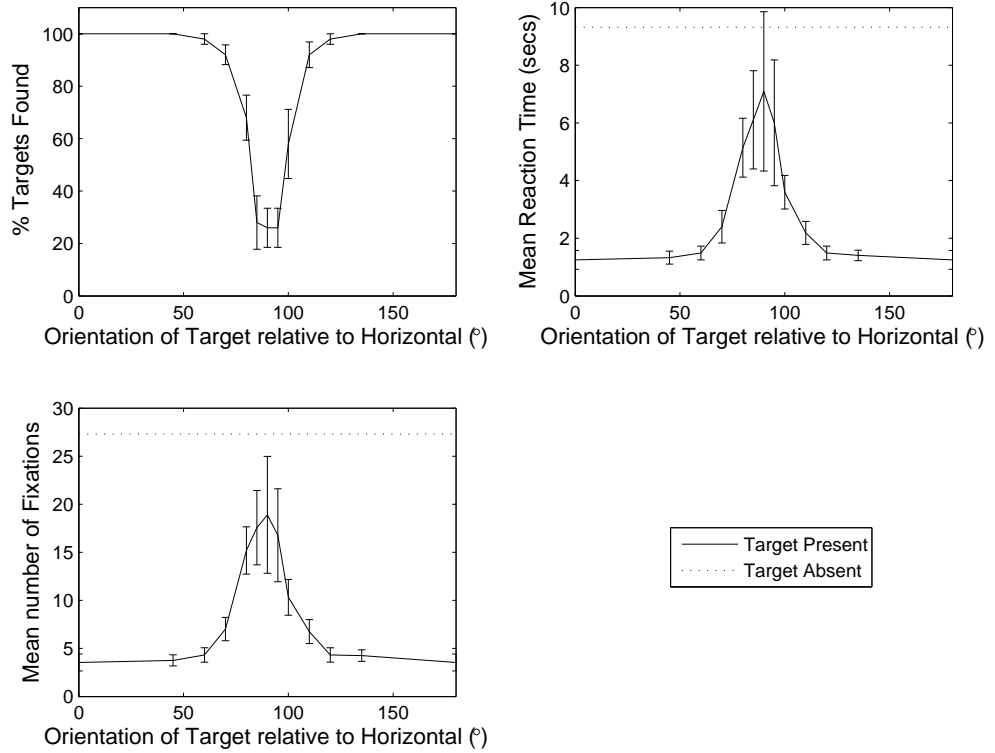 100
80
60
40
20
0
% Targets Found
0 50 100 150
Orientation of Target relative to Horizontal (°)
10
8
6
4
2
0
Mean Reaction Time (secs)
0 50 100 150
Orientation of Target relative to Horizontal (°)
30
25
20
15
10
5
0
Mean number of Fixations
0 50 100 150
Orientation of Target relative to Horizontal (°)
Target Present
Target Absent